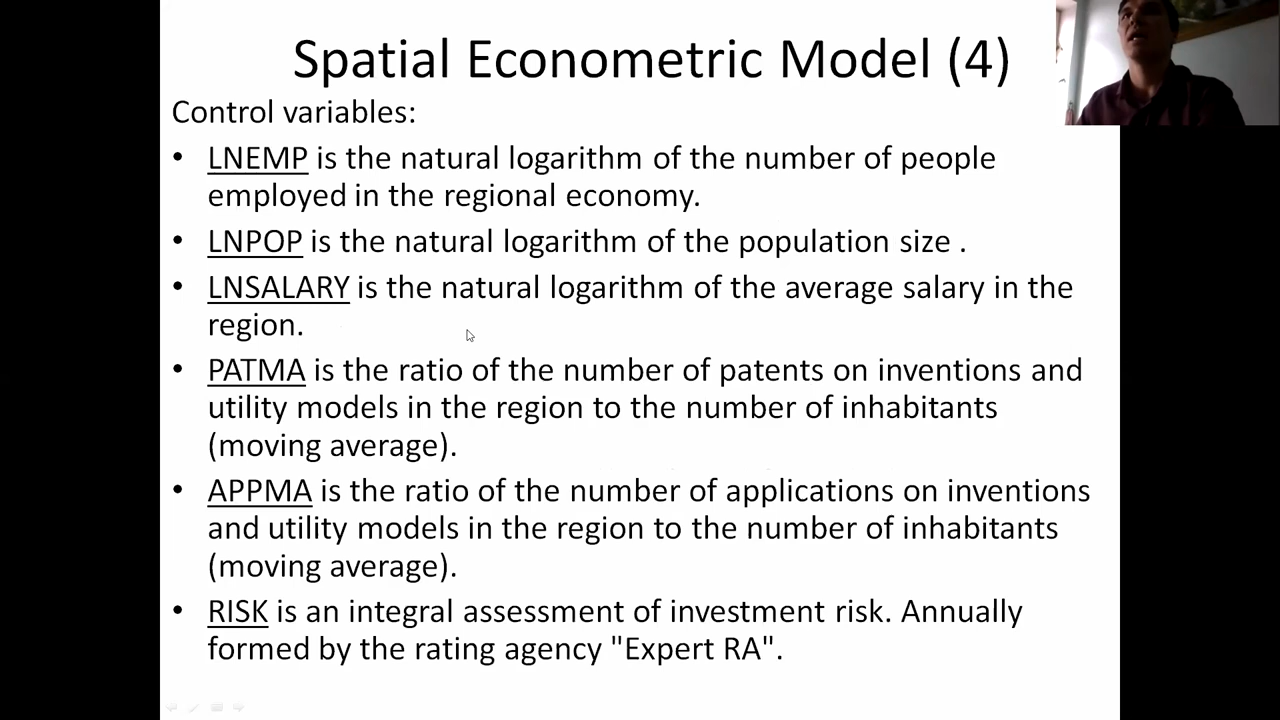 Spatial Econometric Model (4)
Control variables:
• LNEMP is the natural logarithm of the number of people
employed in the regional economy.
• LNPOP is the natural logarithm of the population size .
• LNSALARY is the natural logarithm of the average salary in the
region.
• PATMA is the ratio of the number of patents on inventions and
utility models in the region to the number of inhabitants
(moving average).
• APPMA is the ratio of the number of applications on inventions
and utility models in the region to the number of inhabitants
(moving average).
• RISK is an integral assessment of investment risk. Annually
formed by the rating agency "Expert RA".